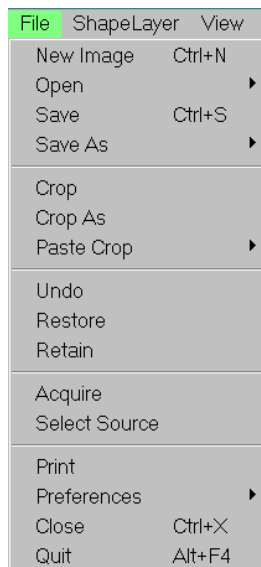 File ShapeLayer View
New Image Ctrl+N
Open
Save Ctrl+S
Save As
Crop
Crop As
Paste Crop
Undo
Restore
Retain
Acquire
Select Source
Print
Preferences
Close Ctrl+X
Quit Alt+F4